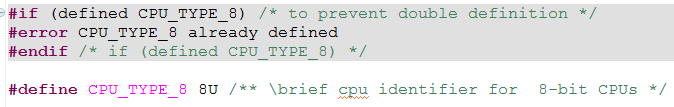 #if (defined CPU_TYPE_8) /* to prevent double definition */
#error CPU_TYPE_8 already defined
#endif /* if (defined CPU_TYPE_8) */
#define CPU_TYPE_8 8U /** \brief cpu identifier for  8-bit CPUs */